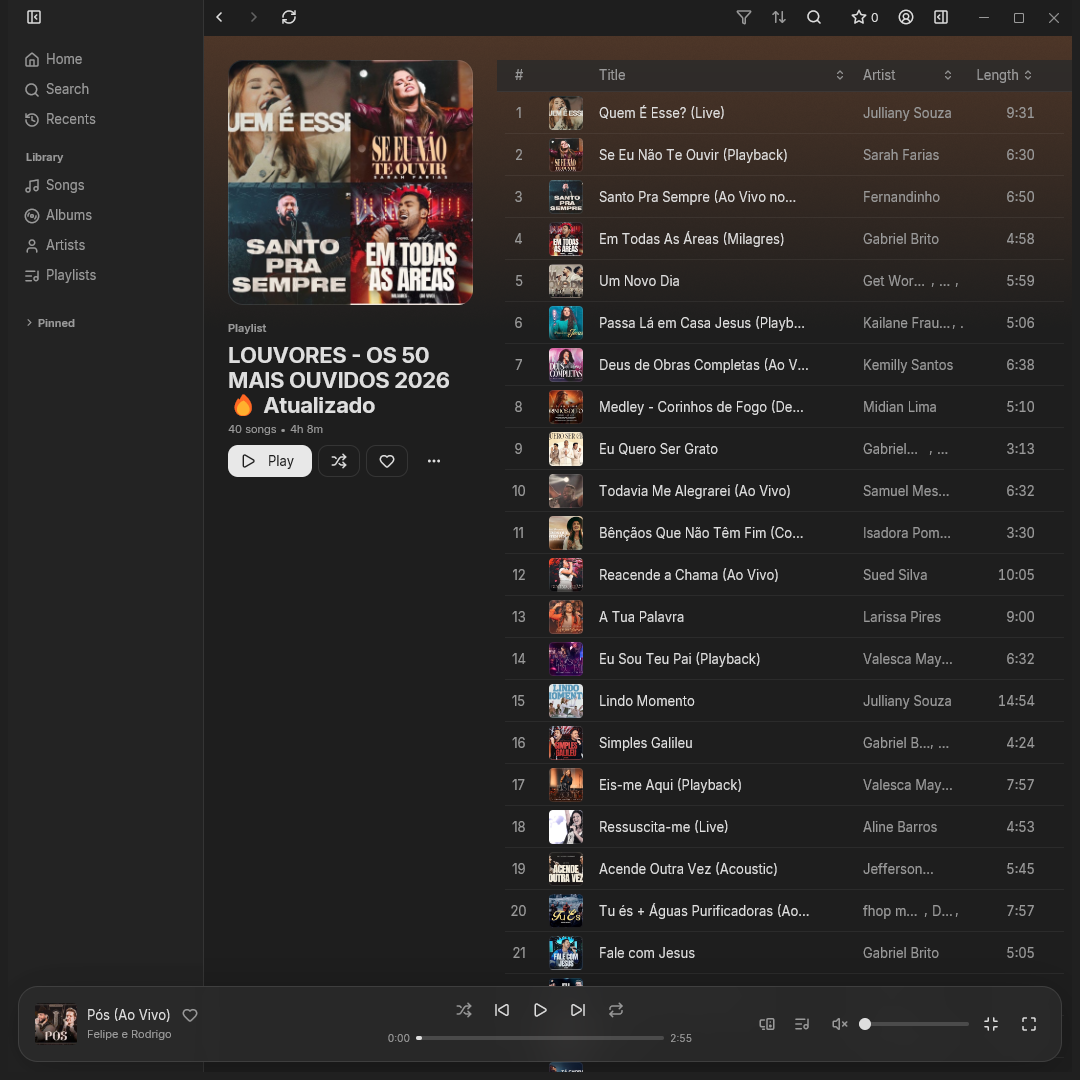 0
Home
Search
Recents
Library
Songs
Albums
Artists
Playlists
Pinned
UEM É ESSE
SE EU NÃO
TE OUVIR
SARAH FARIAS
SANTO
PRA
SEMPRE
EM TODAS
AS ÁREAS
Playlist
LOUVORES - OS 50
MAIS OUVIDOS 2026
🔥 Atualizado
40 songs • 4h 8m
Play
# Title Artist Length
1 Quem É Esse? (Live) Julliany Souza 9:31
2 Se Eu Não Te Ouvir (Playback) Sarah Farias 6:30
3 Santo Pra Sempre (Ao Vivo no... Fernandinho 6:50
4 Em Todas As Áreas (Milagres) Gabriel Brito 4:58
5 Um Novo Dia Get Wor... , ... , 5:59
6 Passa Lá em Casa Jesus (Playb... Kailane Frau..., . 5:06
7 Deus de Obras Completas (Ao V... Kemilly Santos 6:38
8 Medley - Corinhos de Fogo (De... Midian Lima 5:10
9 Eu Quero Ser Grato Gabriel... , ... 3:13
10 Todavia Me Alegrarei (Ao Vivo) Samuel Mes... 6:32
11 Bênçãos Que Não Têm Fim (Co... Isadora Pom... 3:30
12 Reacende a Chama (Ao Vivo) Sued Silva 10:05
13 A Tua Palavra Larissa Pires 9:00
14 Eu Sou Teu Pai (Playback) Valesca May... 6:32
15 Lindo Momento Julliany Souza 14:54
16 Simples Galileu Gabriel B..., ... 4:24
17 Eis-me Aqui (Playback) Valesca May... 7:57
18 Ressuscita-me (Live) Aline Barros 4:53
19 Acende Outra Vez (Acoustic) Jefferson... 5:45
20 Tu és + Águas Purificadoras (Ao... fhop m... , D... , 7:57
21 Fale com Jesus Gabriel Brito 5:05
PÓS
Pós (Ao Vivo)
Felipe e Rodrigo
0:00 2:55